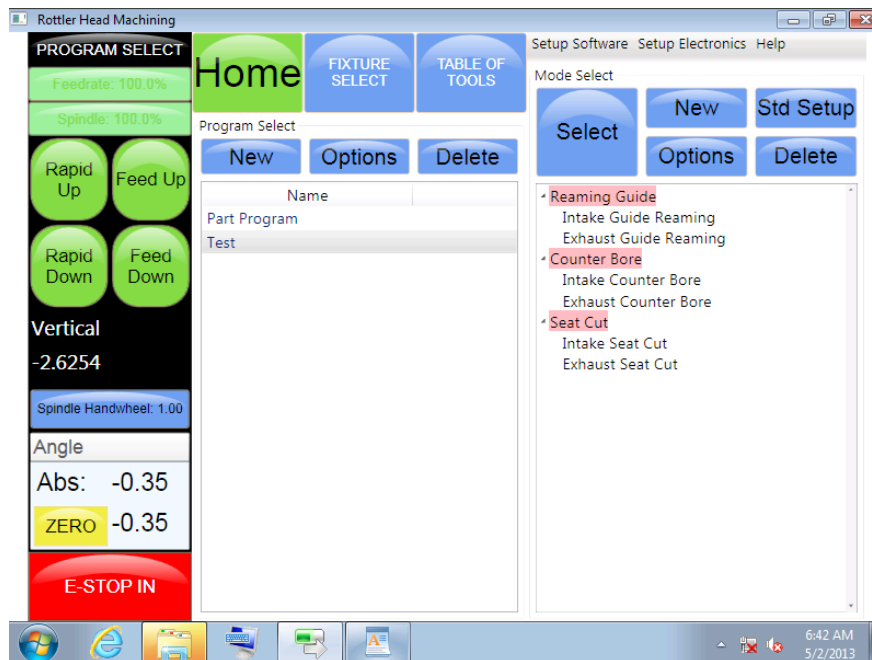 Rottler Head Machining
PROGRAM SELECT
Feedrate: 100.0%
Spindle: 100.0%
Rapid Up
Feed Up
Rapid Down
Feed Down
Vertical
-2.6254
Spindle Handwheel: 1.00
Angle
Abs: -0.35
ZERO -0.35
E-STOP IN
Home
FIXTURE SELECT
TABLE OF TOOLS
Program Select
New Options Delete
Name
Part Program
Test
Setup Software Setup Electronics Help
Mode Select
Select
New Std Setup
Options Delete
Reaming Guide
Intake Guide Reaming
Exhaust Guide Reaming
Counter Bore
Intake Counter Bore
Exhaust Counter Bore
Seat Cut
Intake Seat Cut
Exhaust Seat Cut
A
6:42 AM
5/2/2013